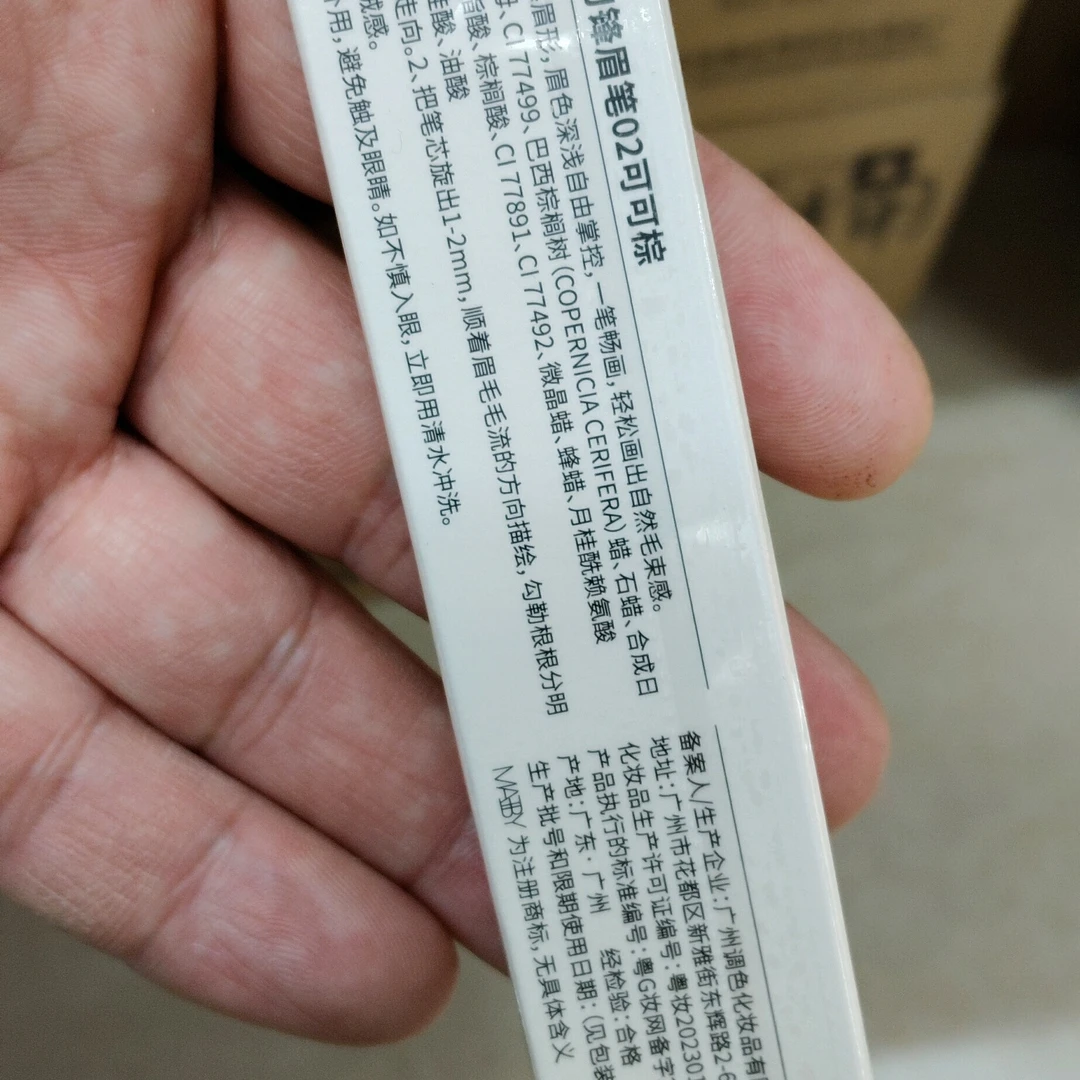 锋眉笔02可可棕
眉形，眉色深浅自由掌控，一笔畅画，轻松画出自然毛束感。
、CI 77499、巴西棕榈树（COPERNICIA CERIFERA）蜡、石蜡、合成日
酸、棕榈酸、CI 77891、CI 77492、微晶蜡、蜂蜡、月桂酰赖氨酸
硅酸、油酸
走向。2、把笔芯旋出1-2mm，顺着眉毛毛流的方向描绘，勾勒根根分明
绒感。
用，避免触及眼睛。如不慎入眼，立即用清水冲洗。
备案人/生产企业：广州调色化妆品有
地址：广州市花都区新雅街东辉路2-6
化妆品生产许可证编号：粤妆202301
产品执行的标准编号：粤G妆网备字
产地：广东·广州 经检验：合格
生产批号和限期使用日期：（见包装
MAIBY 为注册商标，无具体含义